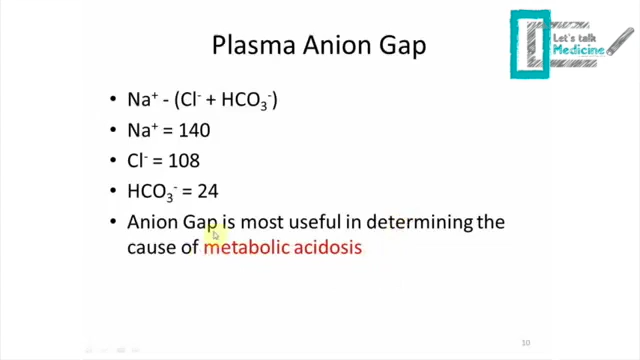 Let's talk
Medicine
Plasma Anion Gap
• Na⁺ - (Cl⁻ + HCO₃⁻)
• Na⁺ = 140
• Cl⁻ = 108
• HCO₃⁻ = 24
• Anion Gap is most useful in determining the
cause of metabolic acidosis
10